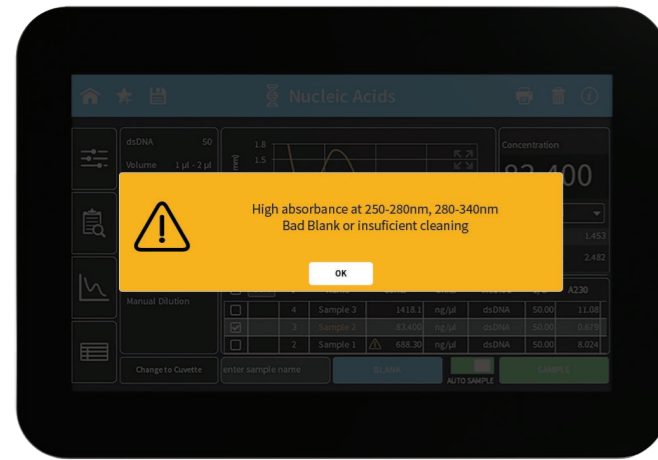 Nucleic Acids
dsDNA 50
Volume 1 µl - 2 µl
1.8
1.5
Concentration
83.400
High absorbance at 250-280nm, 280-340nm
Bad Blank or insuficient cleaning
OK
1.453
2.482
A230
Manual Dilution
4 Sample 3 1418.1 ng/µl dsDNA 50.00 11.08
3 Sample 2 83.400 ng/µl dsDNA 50.00 0.879
2 Sample 1 688.30 ng/µl dsDNA 50.00 8.024
Change to Cuvette
enter sample name
BLANK
AUTO SAMPLE
SAMPLE